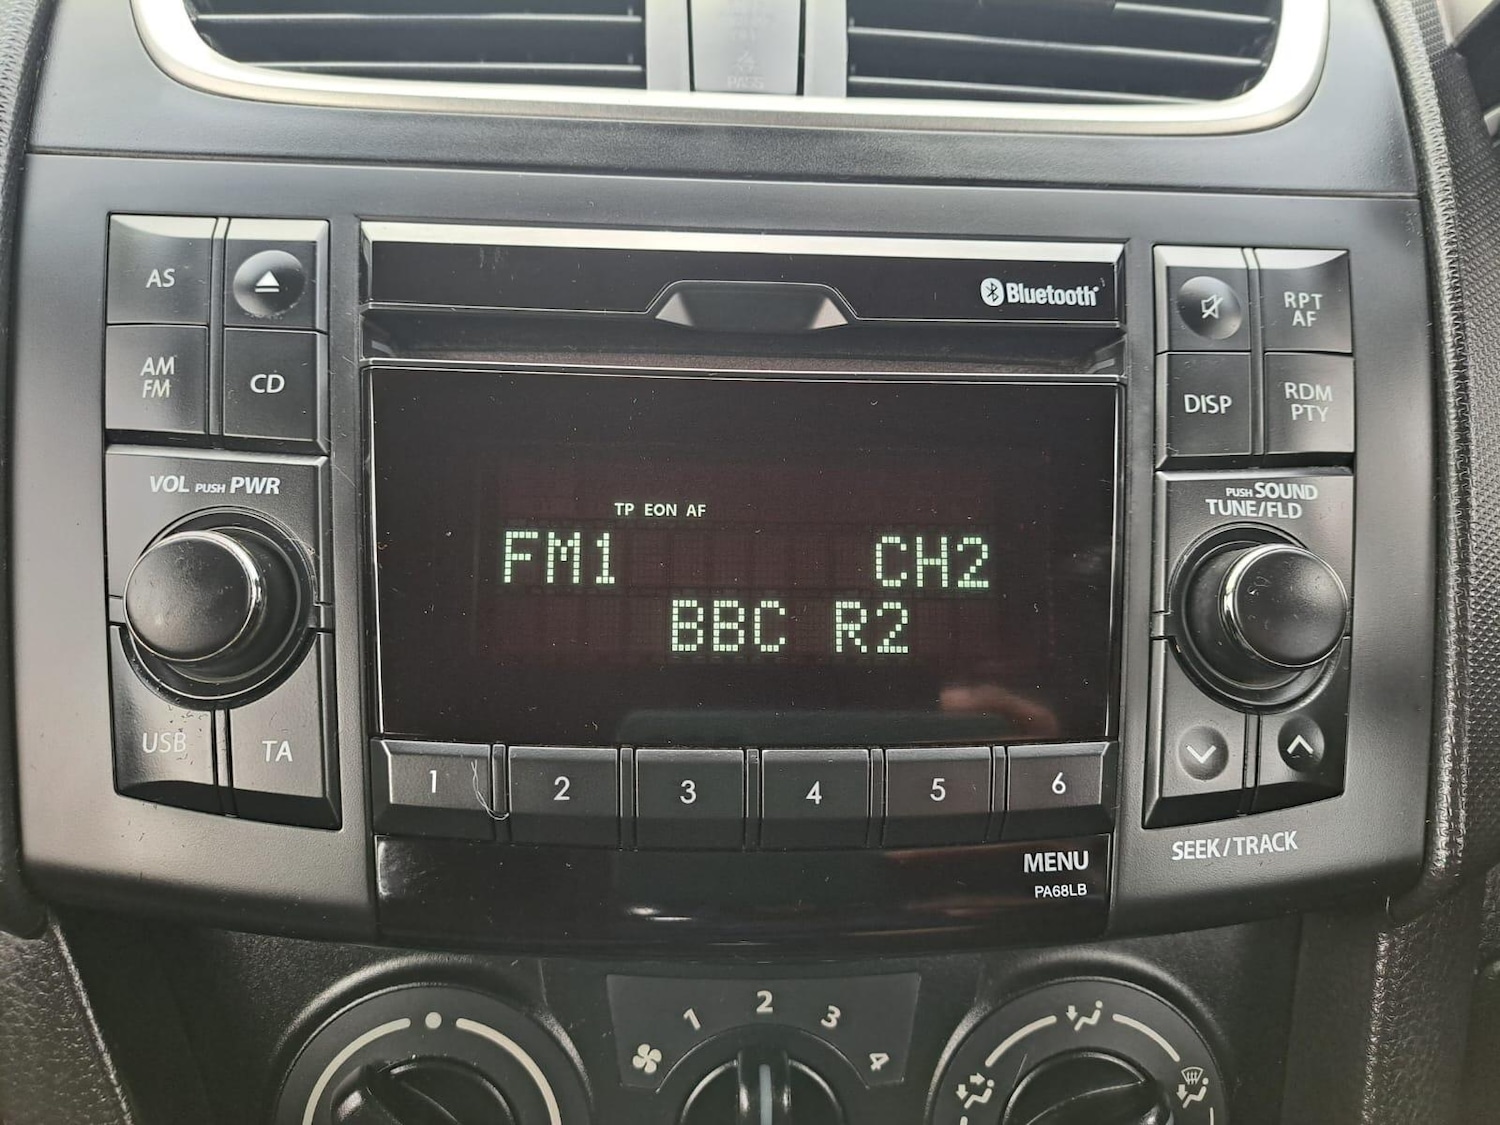 PASS
AS
AM
FM
CD
Bluetooth
RPT
AF
DISP
RDM
PTY
VOL PUSH PWR
PUSH SOUND
TUNE/FLD
TP EON AF
FM1 CH2
BBC R2
USB
TA
1 2 3 4 5 6
SEEK/TRACK
MENU
PA68LB
1 2 3 4